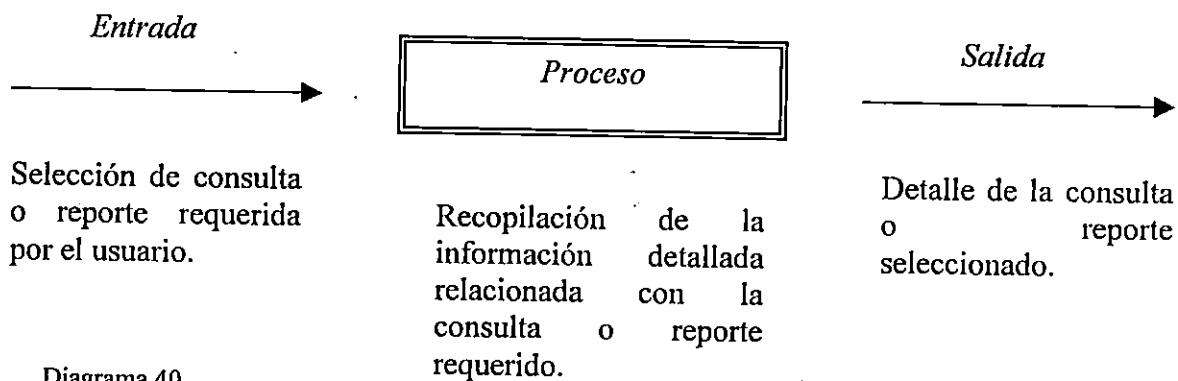 Entrada
Selección de consulta
o reporte requerida
por el usuario.
Proceso
Recopilación de la
información detallada
relacionada con la
consulta o reporte
requerido.
Salida
Detalle de la consulta
o reporte
seleccionado.
Diagrama 40